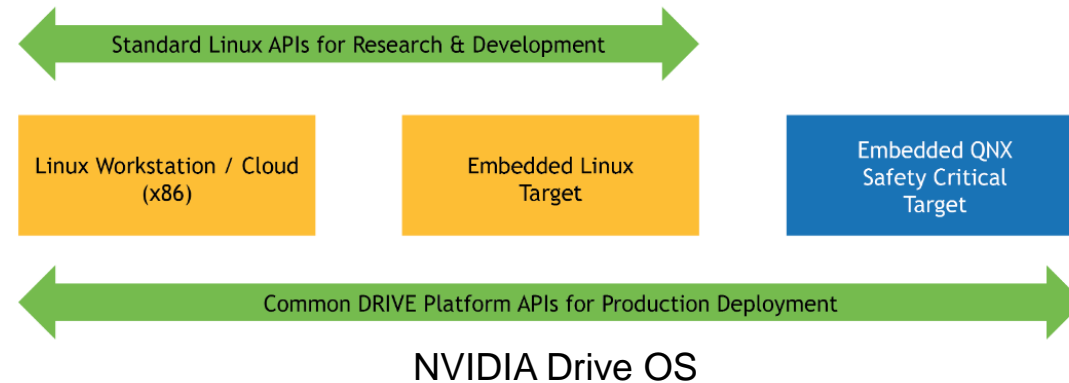 Standard Linux APIs for Research & Development
Linux Workstation / Cloud
(x86)
Embedded Linux
Target
Embedded QNX
Safety Critical
Target
Common DRIVE Platform APIs for Production Deployment
NVIDIA Drive OS